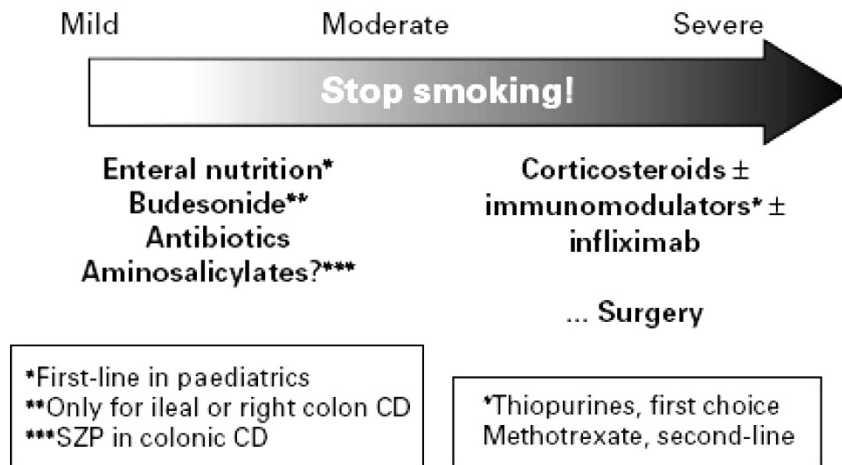 Mild Moderate Severe
Stop smoking!
Enteral nutrition*
Budesonide**
Antibiotics
Aminosalicylates?***
Corticosteroids ±
immunomodulators* ±
infliximab
... Surgery
*First-line in paediatrics
**Only for ileal or right colon CD
***SZP in colonic CD
*Thiopurines, first choice
Methotrexate, second-line